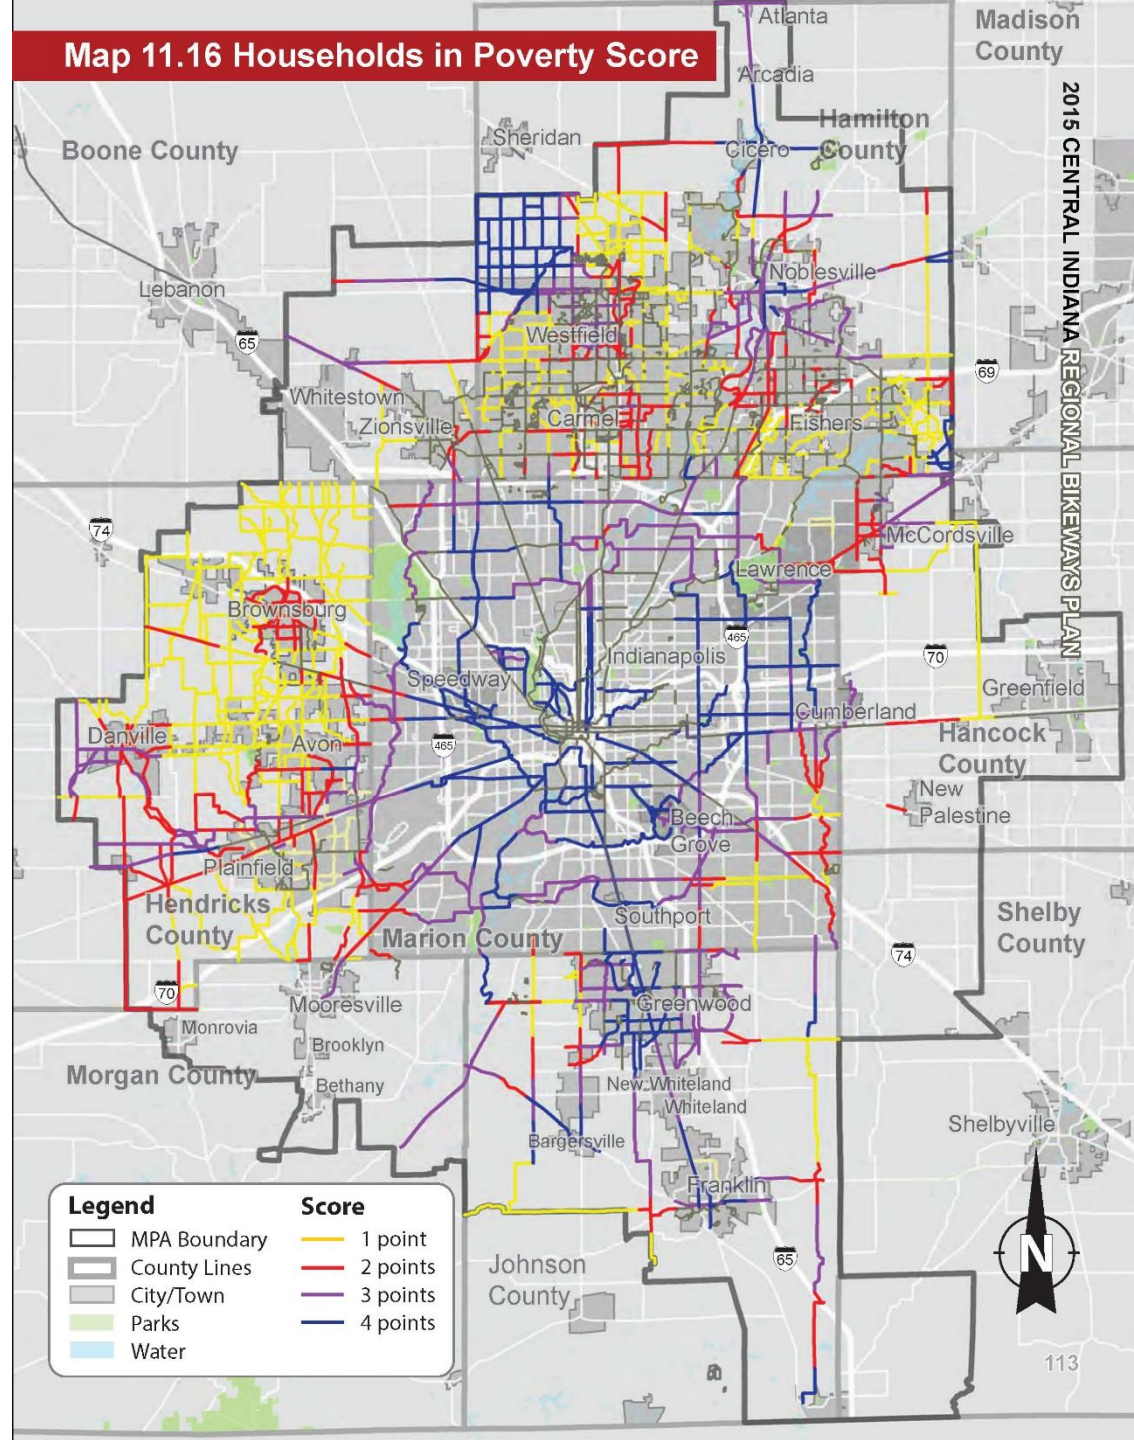 Map 11.16 Households in Poverty Score
Atlanta
Madison
County
Arcadia
Hamilton
County
Sheridan
Cicero
Boone County
2015 CENTRAL INDIANA REGIONAL BIKEWAYS PLAN
Lebanon
Noblesville
65
Westfield
69
Whitestown
Zionsville
Carmel
Fishers
74
McCordsville
Lawrence
Brownsburg
465
Indianapolis
70
Speedway
Greenfield
Cumberland
Danville
Avon
465
Hancock
County
New
Palestine
Beech
Grove
Plainfield
Hendricks
County
Southport
Shelby
County
Marion County
74
70
Mooresville
Greenwood
Monrovia
Brooklyn
Morgan County
Bethany
New Whiteland
Whiteland
Shelbyville
Bargersville
Franklin
Legend
MPA Boundary
County Lines
City/Town
Parks
Water
Score
1 point
2 points
3 points
4 points
Johnson
County
65
N
113